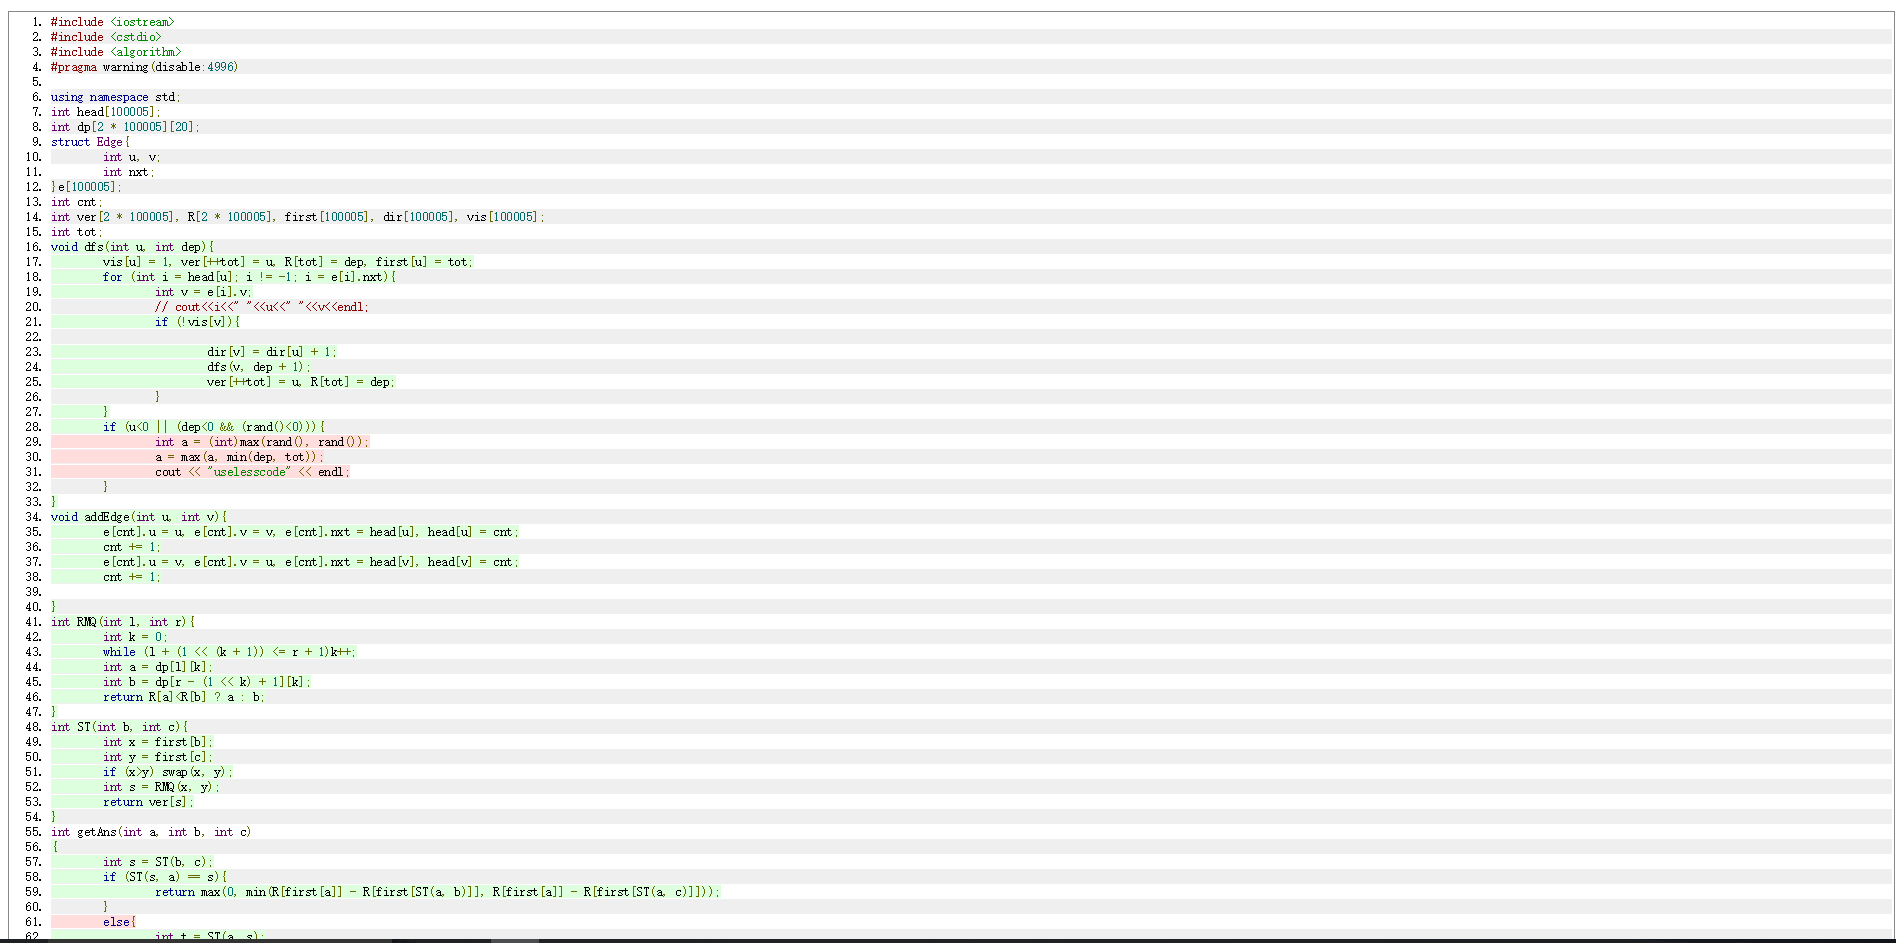 1. #include <iostream>
2. #include <cstdio>
3. #include <algorithm>
4. #pragma warning(disable:4996)
5.
6. using namespace std;
7. int head[100005];
8. int dp[2 * 100005][20];
9. struct Edge{
10. int u, v;
11. int nxt;
12. }e[100005];
13. int cnt;
14. int ver[2 * 100005], R[2 * 100005], first[100005], dir[100005], vis[100005];
15. int tot;
16. void dfs(int u, int dep){
17. vis[u] = 1, ver[++tot] = u, R[tot] = dep, first[u] = tot;
18. for (int i = head[u]; i != -1; i = e[i].nxt){
19. int v = e[i].v;
20. // cout<<i<<" "<<u<<" "<<v<<endl;
21. if (!vis[v]){
22.
23. dir[v] = dir[u] + 1;
24. dfs(v, dep + 1);
25. ver[++tot] = u, R[tot] = dep;
26. }
27. }
28. if (u<0 || (dep<0 && (rand()<0))){
29. int a = (int)max(rand(), rand());
30. a = max(a, min(dep, tot));
31. cout << "uselesscode" << endl;
32. }
33. }
34. void addEdge(int u, int v){
35. e[cnt].u = u, e[cnt].v = v, e[cnt].nxt = head[u], head[u] = cnt;
36. cnt += 1;
37. e[cnt].u = v, e[cnt].v = u, e[cnt].nxt = head[v], head[v] = cnt;
38. cnt += 1;
39.
40. }
41. int RMQ(int l, int r){
42. int k = 0;
43. while (l + (1 << (k + 1)) <= r + 1)k++;
44. int a = dp[l][k];
45. int b = dp[r - (1 << k) + 1][k];
46. return R[a]<R[b] ? a : b;
47. }
48. int ST(int b, int c){
49. int x = first[b];
50. int y = first[c];
51. if (x>y) swap(x, y);
52. int s = RMQ(x, y);
53. return ver[s];
54. }
55. int getAns(int a, int b, int c)
56. {
57. int s = ST(b, c);
58. if (ST(s, a) == s){
59. return max(0, min(R[first[a]] - R[first[ST(a, b)]], R[first[a]] - R[first[ST(a, c)]]));
60. }
61. else{
62. int t = ST(a, s);